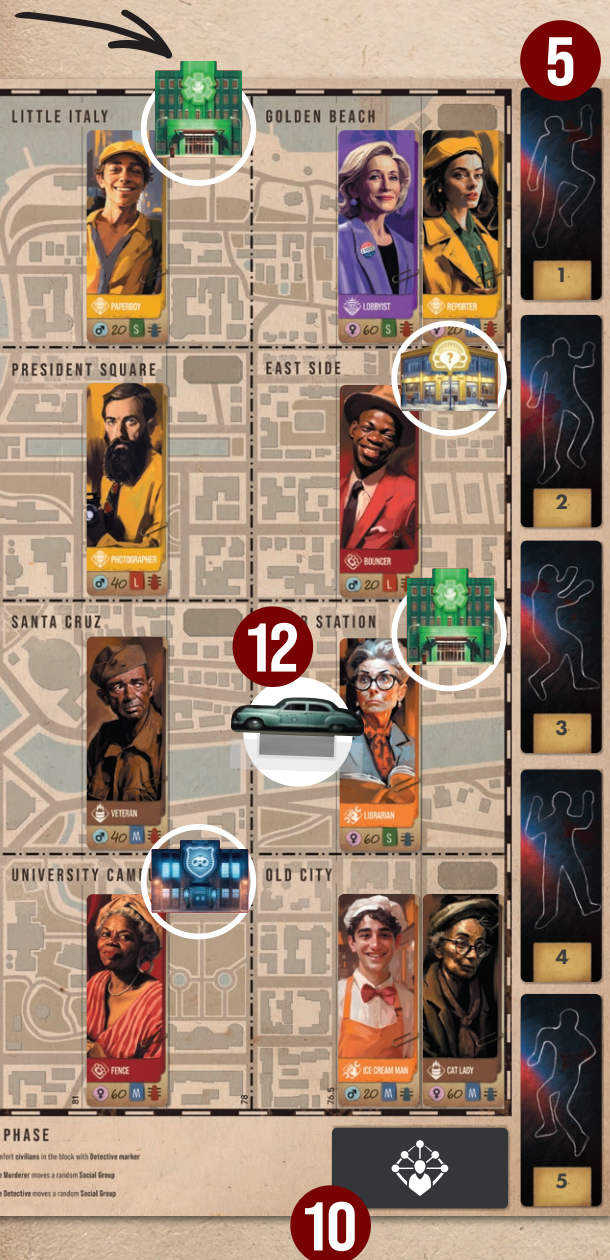 5
LITTLE ITALY
GOLDEN BEACH
PAPERBOY
20 S
LOBBYIST
60 S
REPORTER
20
1
PRESIDENT SQUARE
EAST SIDE
?
PHOTOGRAPHER
40 L
BOUNCER
20 L
2
SANTA CRUZ
12
STATION
VETERAN
40 M
LIBRARIAN
60 S
3
UNIVERSITY CAM
OLD CITY
FENCE
60 M
ICE CREAM MAN
20 M
CAT LADY
60 M
81
78
76.5
4
PHASE
civilians in the block with Detective marker
Murderer moves a random Social Group
Detective moves a random Social Group
5
10